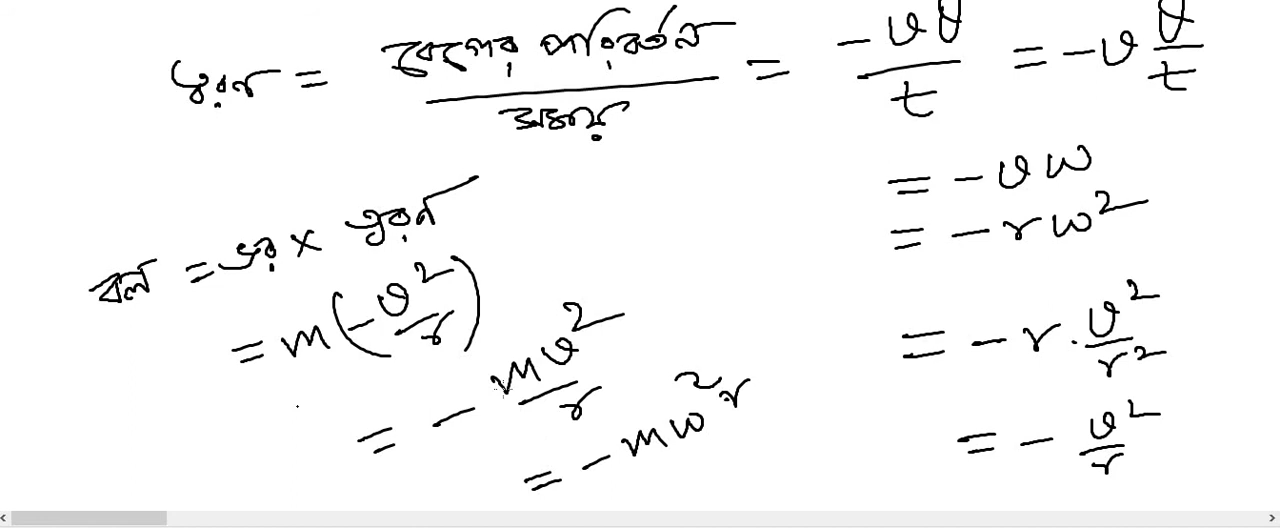 ত্বরণ = বেগের পরিবর্তন / সময় = -vθ / t = -v θ/t
= -vω
= -rω²
= -r . v²/r²
= - v²/r
বল = ভর × ত্বরণ
= m(-v²/r)
= - mv²/r
= -mω²r